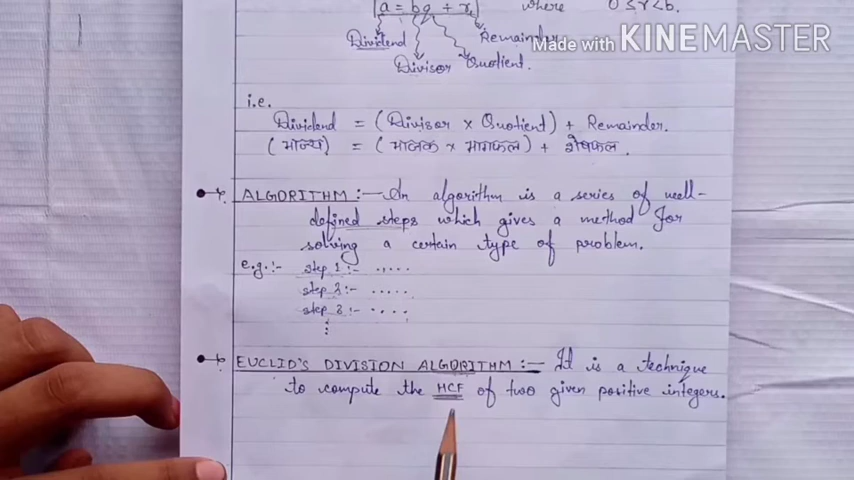 a = bq + r, where 0 ≤ r < b.
Dividend Remainder
Divisor Quotient.
Made with KINEMASTER
i.e.
Dividend = (Divisor × Quotient) + Remainder.
(भाज्य) = (भाजक × भागफल) + शेषफल.
ALGORITHM :— An algorithm is a series of well-
defined steps which gives a method for
solving a certain type of problem.
e.g.:- step 1 :- .....
step 2 :- .....
step 3 :- .....
EUCLID'S DIVISION ALGORITHM :— It is a technique
to compute the HCF of two given positive integers.